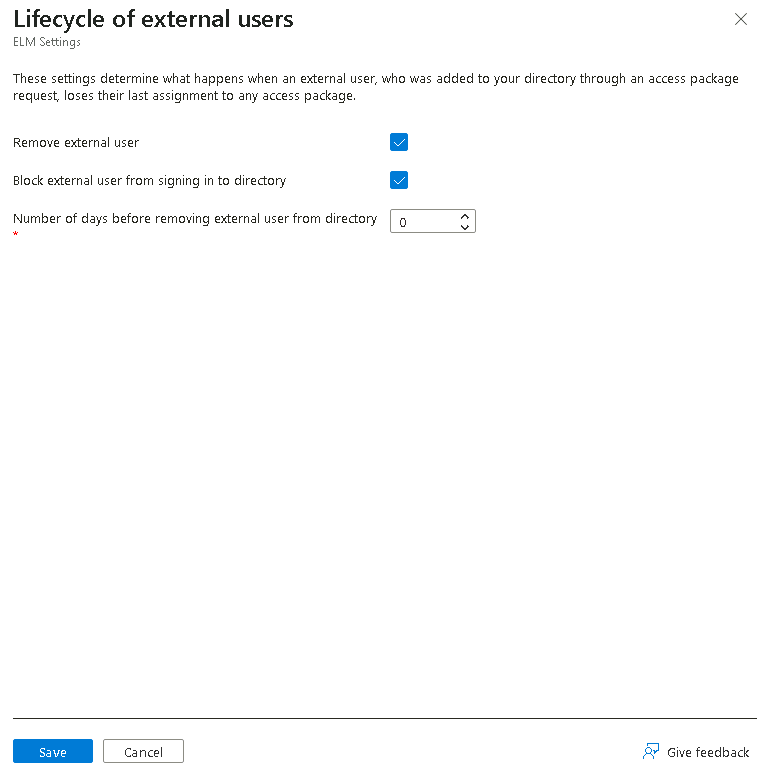 Lifecycle of external users
ELM Settings
These settings determine what happens when an external user, who was added to your directory through an access package
request, loses their last assignment to any access package.
Remove external user
Block external user from signing in to directory
Number of days before removing external user from directory
*
0
Save
Cancel
Give feedback